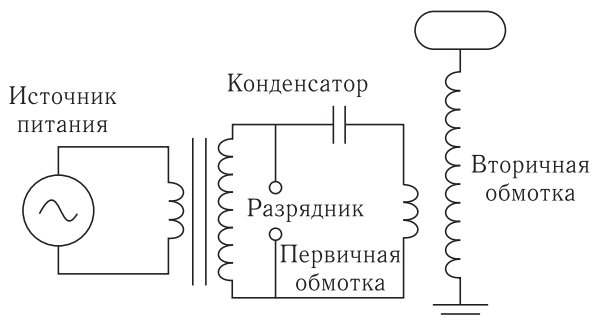 Конденсатор
Источник
питания
Вторичная
обмотка
Разрядник
Первичная
обмотка